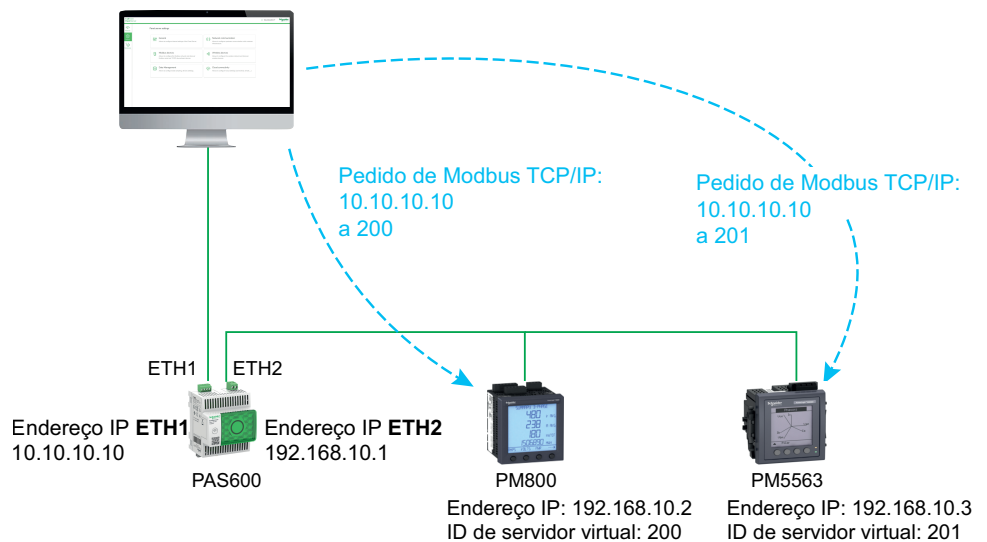 Pedido de Modbus TCP/IP:
10.10.10.10
a 200
Pedido de Modbus TCP/IP:
10.10.10.10
a 201
ETH1
ETH2
Endereço IP ETH1
10.10.10.10
Endereço IP ETH2
192.168.10.1
PAS600
480
238
180
PM800
Endereço IP: 192.168.10.2
ID de servidor virtual: 200
PM5563
Endereço IP: 192.168.10.3
ID de servidor virtual: 201